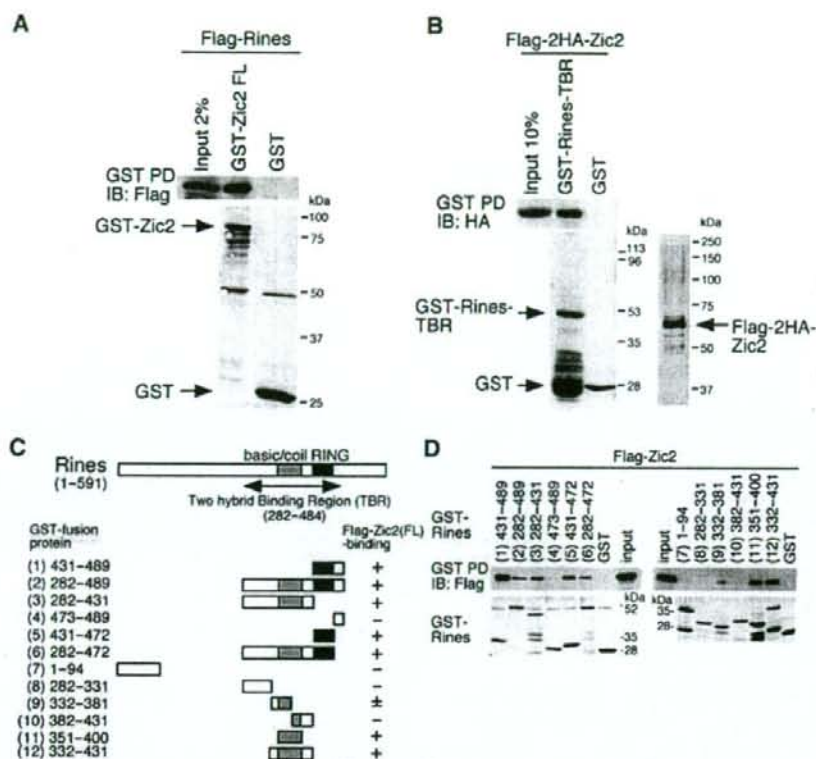 A
Flag-Rines
Input 2%
GST-Zic2 FL
GST
GST PD
IB: Flag
kDa
GST-Zic2
100
75
50
37
GST
25
B
Flag-2HA-Zic2
Input 10%
GST-Rines-TBR
GST
GST PD
IB: HA
kDa
113
96
GST-Rines-
TBR
53
35
GST
28
kDa
250
150
100
75
Flag-2HA-
Zic2
50
37
C
basic/coil RING
Rines
(1-591)
Two hybrid Binding Region (TBR)
(282-484)
GST-fusion
protein
Flag-Zic2(FL)
-binding
(1) 431-489 +
(2) 282-489 +
(3) 282-431 +
(4) 473-489 –
(5) 431-472 +
(6) 282-472 +
(7) 1-94 –
(8) 282-331 –
(9) 332-381 ±
(10) 382-431 –
(11) 351-400 +
(12) 332-431 +
D
Flag-Zic2
GST-
Rines
(1) 431-489
(2) 282-489
(3) 282-431
(4) 473-489
(5) 431-472
(6) 282-472
GST
input
input
(7) 1-94
(8) 282-331
(9) 332-381
(10) 382-431
(11) 351-400
(12) 332-431
GST
GST PD
IB: Flag
GST-
Rines
kDa
52
35
28
kDa
35
28